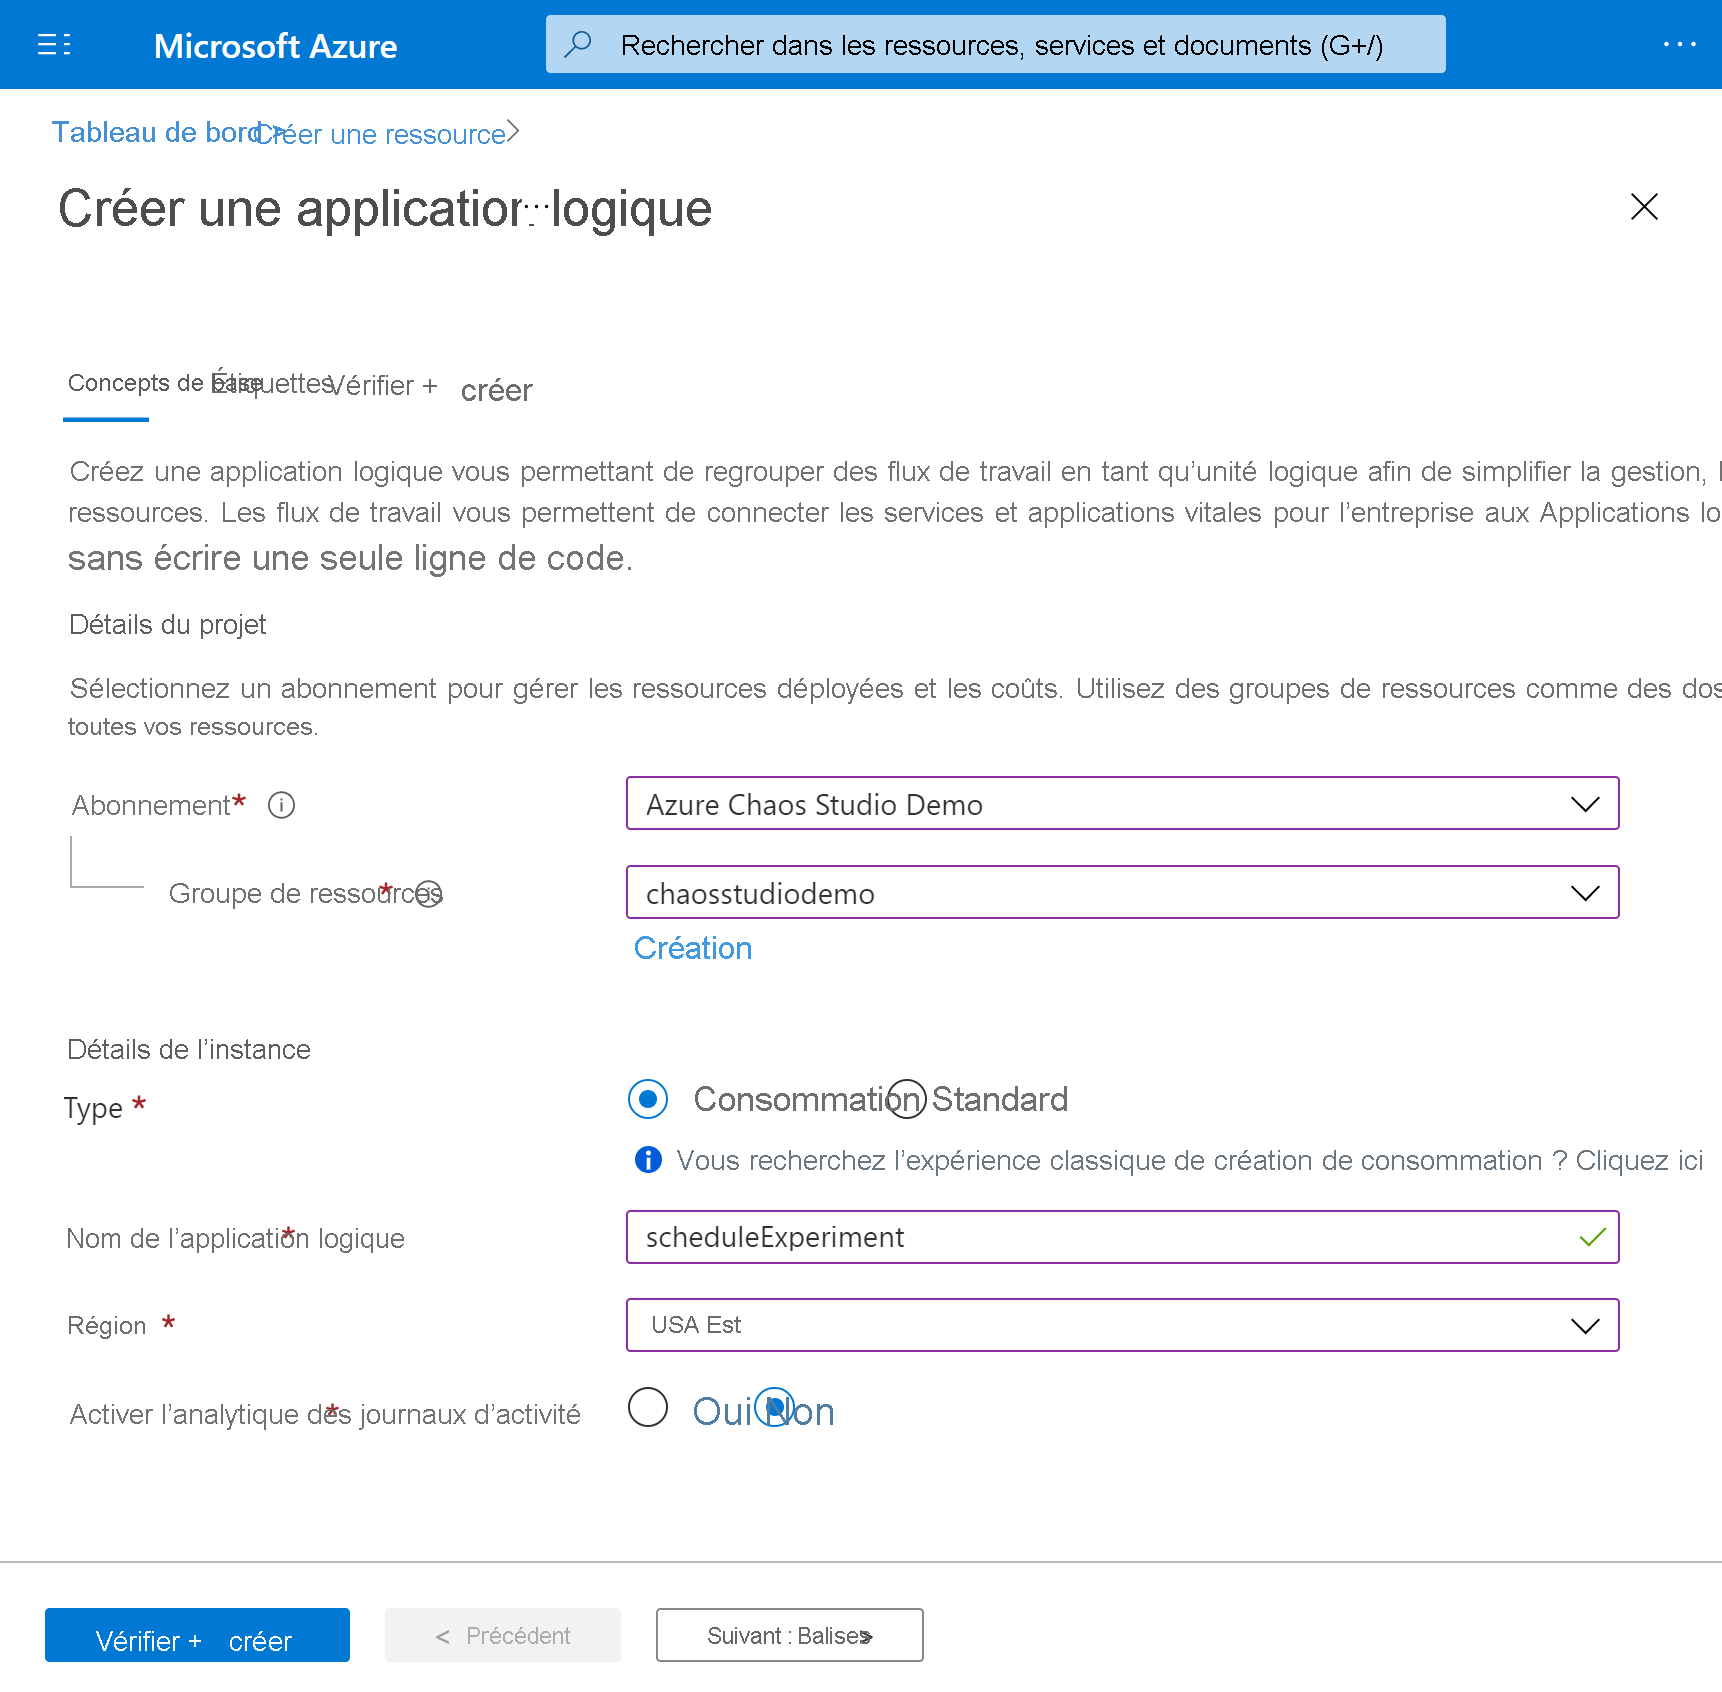 Microsoft Azure
Rechercher dans les ressources, services et documents (G+/)
Tableau de bord > Créer une ressource
Créer une application logique
Concepts de base Étiquettes Vérifier + créer
Créez une application logique vous permettant de regrouper des flux de travail en tant qu’unité logique afin de simplifier la gestion,
ressources. Les flux de travail vous permettent de connecter les services et applications vitales pour l’entreprise aux Applications lo
sans écrire une seule ligne de code.
Détails du projet
Sélectionnez un abonnement pour gérer les ressources déployées et les coûts. Utilisez des groupes de ressources comme des dos
toutes vos ressources.
Abonnement*
Azure Chaos Studio Demo
Groupe de ressources *
chaosstudiodemo
Création
Détails de l’instance
Type *
Consommation Standard
Vous recherchez l’expérience classique de création de consommation ? Cliquez ici
Nom de l’application logique *
scheduleExperiment
Région *
USA Est
Activer l’analytique des journaux d’activité *
Oui Non
Vérifier + créer
< Précédent
Suivant : Balises >